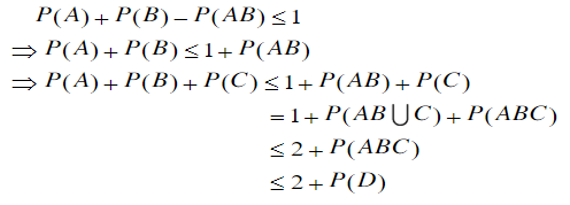 P(A) + P(B) − P(AB) ≤ 1
⇒ P(A) + P(B) ≤ 1 + P(AB)
⇒ P(A) + P(B) + P(C) ≤ 1 + P(AB) + P(C)
= 1 + P(AB ⋃ C) + P(ABC)
≤ 2 + P(ABC)
≤ 2 + P(D)